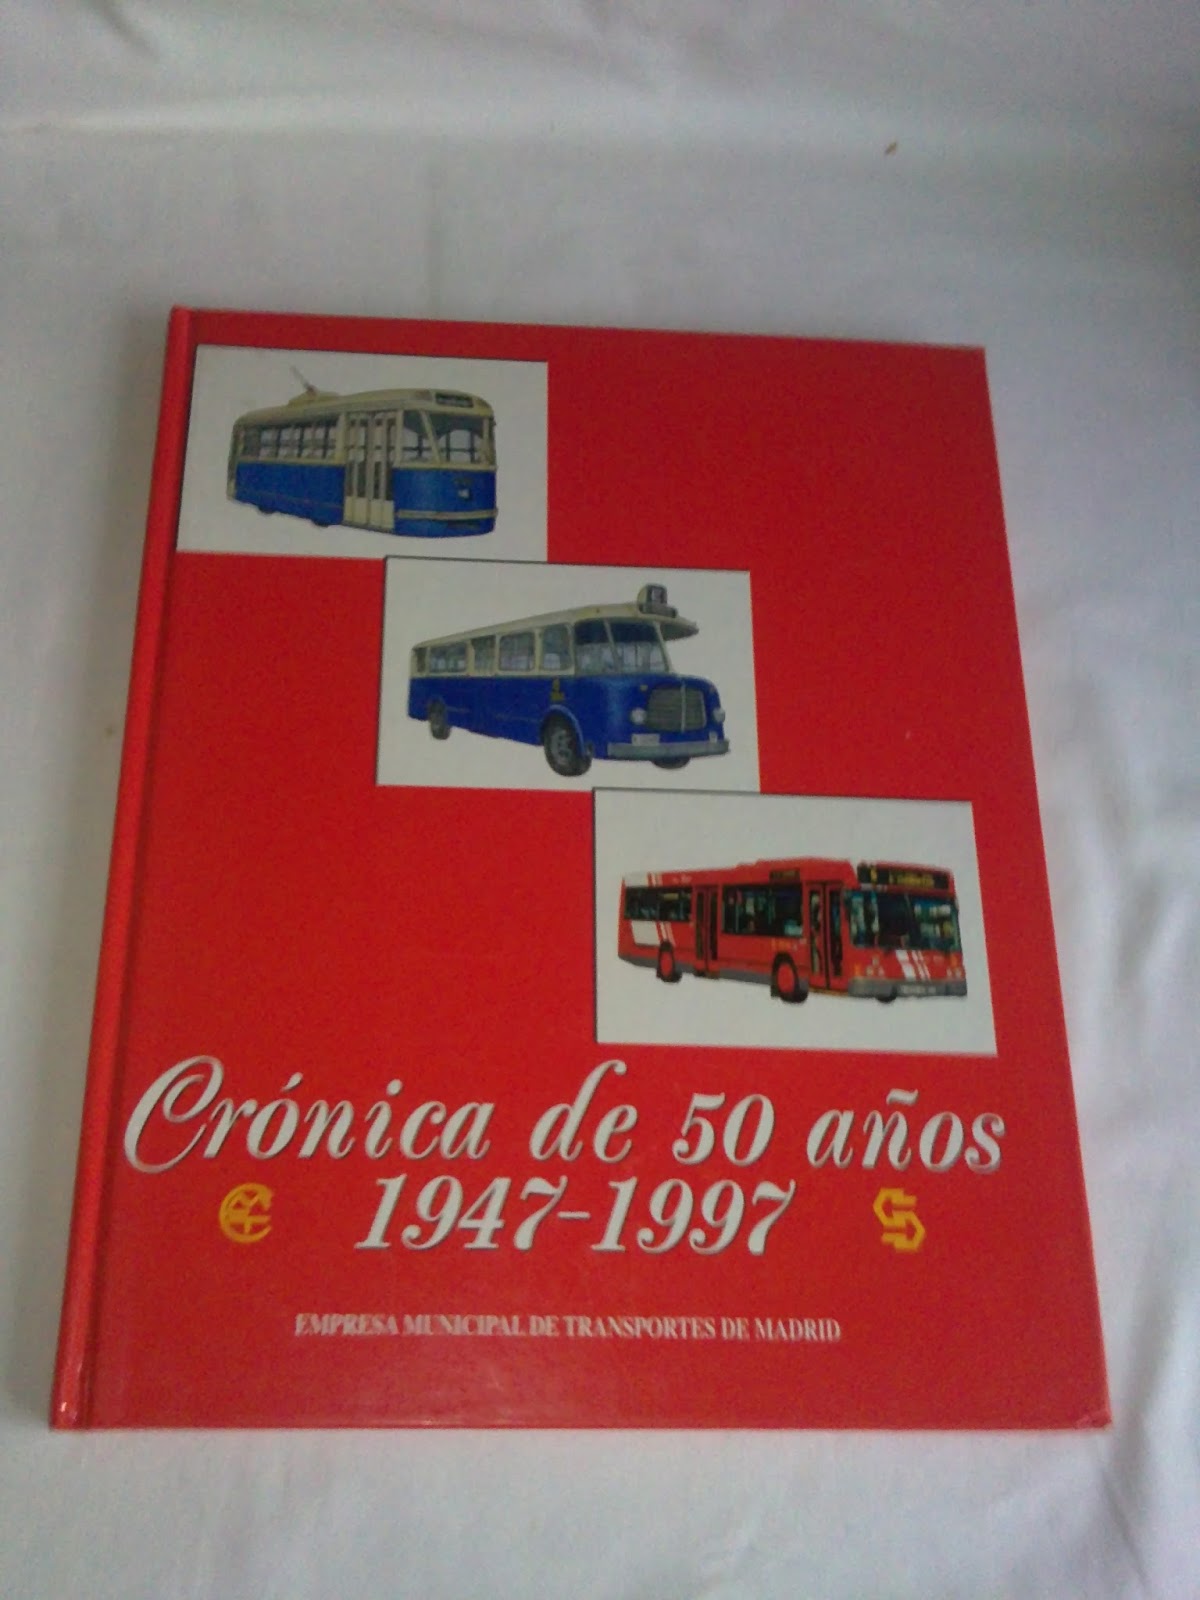 Crónica de 50 años
1947-1997
EMPRESA MUNICIPAL DE TRANSPORTES DE MADRID